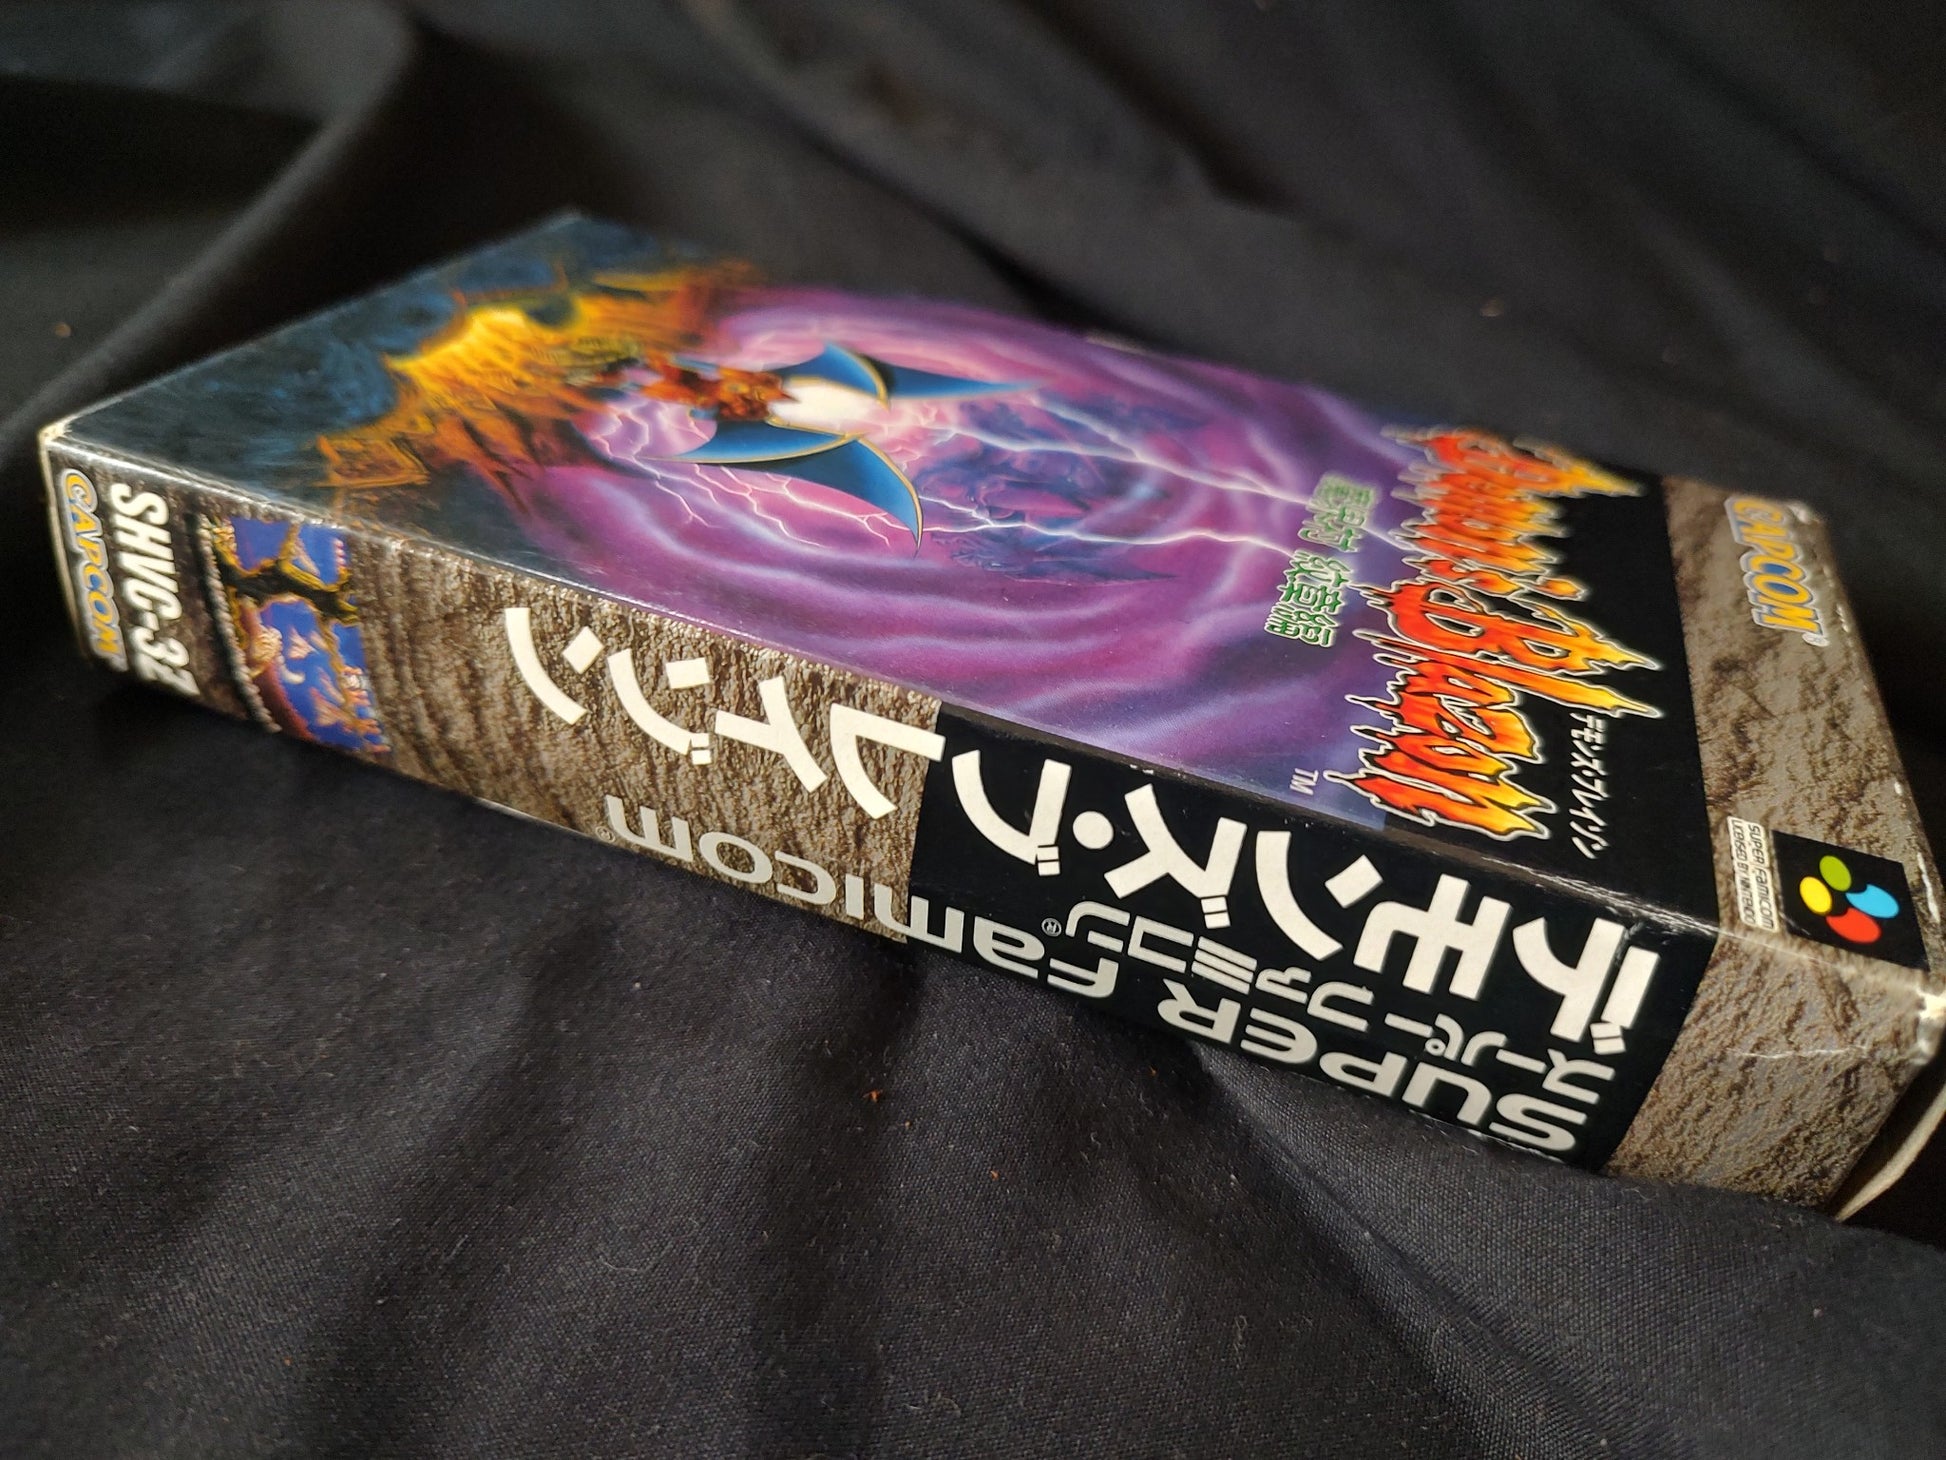 CAPCOM®
SUPER Famicom
LICENSED BY NINTENDO
デモンズ・ブレイゾン
Demon's Blazon
TM
魔界村 紋章編
デモンズ・ブレイゾン
スーパーファミコン
SUPER Famicom®
SHVC-32
CAPCOM®